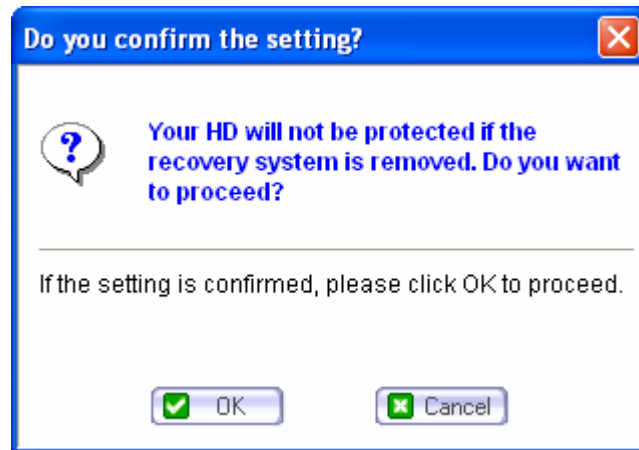 Do you confirm the setting?
Your HD will not be protected if the
recovery system is removed. Do you want
to proceed?
If the setting is confirmed, please click OK to proceed.
OK
Cancel